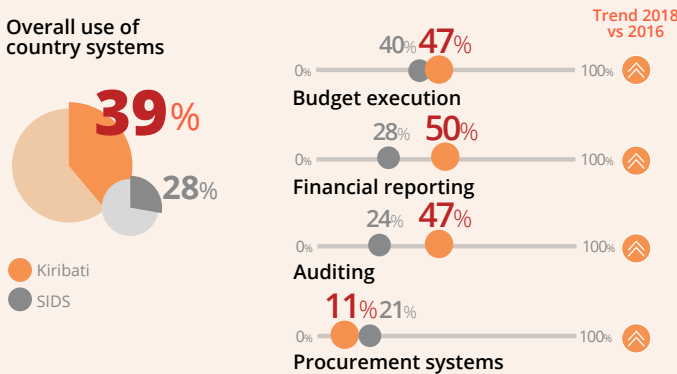 Overall use of
country systems
39%
28%
Kiribati
SIDS
Trend 2018
vs 2016
40% 47%
0% 100%
Budget execution
28% 50%
0% 100%
Financial reporting
24% 47%
0% 100%
Auditing
11% 21%
0% 100%
Procurement systems